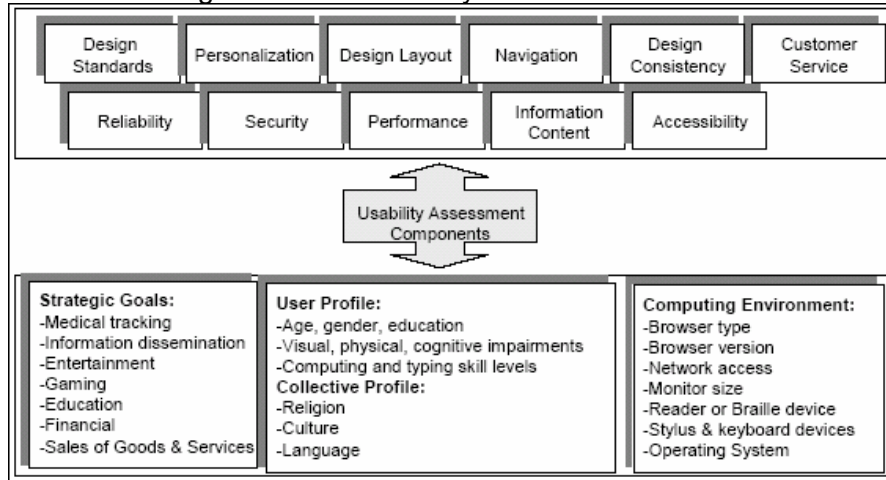 Design
Standards
Personalization
Design Layout
Navigation
Design
Consistency
Customer
Service
Reliability
Security
Performance
Information
Content
Accessibility
Usability Assessment
Components
Strategic Goals:
-Medical tracking
-Information dissemination
-Entertainment
-Gaming
-Education
-Financial
-Sales of Goods & Services
User Profile:
-Age, gender, education
-Visual, physical, cognitive impairments
-Computing and typing skill levels
Collective Profile:
-Religion
-Culture
-Language
Computing Environment:
-Browser type
-Browser version
-Network access
-Monitor size
-Reader or Braille device
-Stylus & keyboard devices
-Operating System